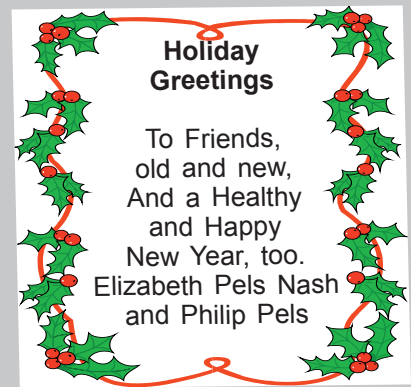 Holiday
Greetings
To Friends,
old and new,
And a Healthy
and Happy
New Year, too.
Elizabeth Pels Nash
and Philip Pels